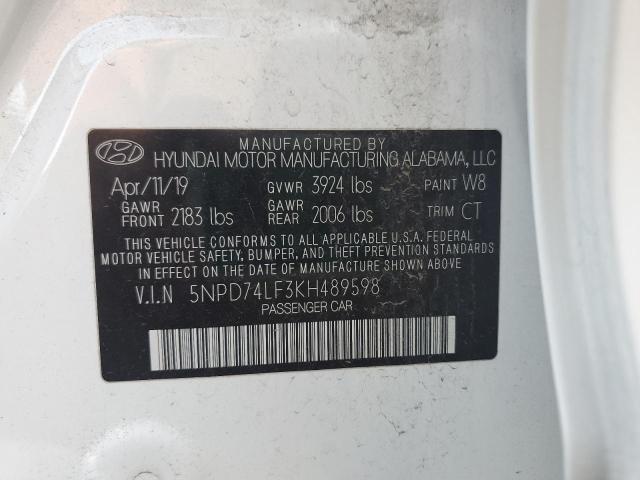 MANUFACTURED BY
HYUNDAI MOTOR MANUFACTURING ALABAMA, LLC
Apr/11/19 GVWR 3924 lbs PAINT W8
GAWR FRONT 2183 lbs GAWR REAR 2006 lbs TRIM CT
THIS VEHICLE CONFORMS TO ALL APPLICABLE U.S.A. FEDERAL
MOTOR VEHICLE SAFETY, BUMPER, AND THEFT PREVENTION STANDARDS
IN EFFECT ON THE DATE OF MANUFACTURE SHOWN ABOVE.
V.I.N 5NPD74LF3KH489598
PASSENGER CAR